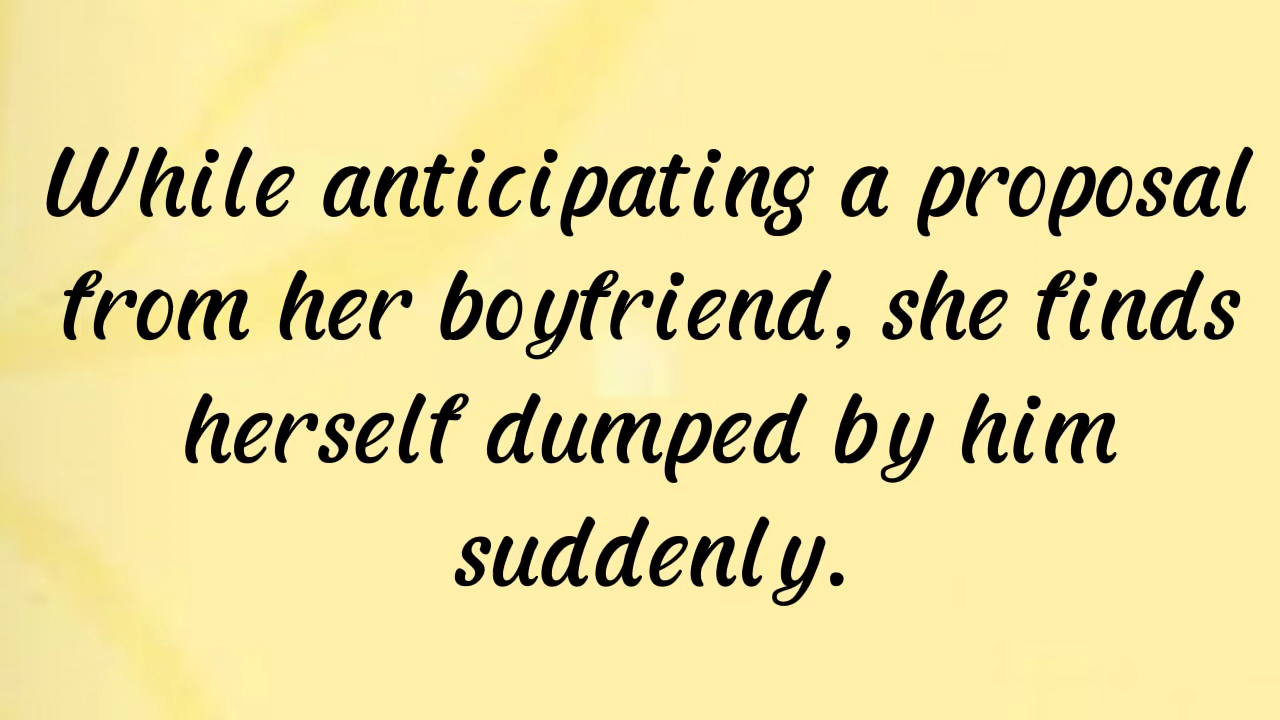 While anticipating a proposal
from her boyfriend, she finds
herself dumped by him
suddenly.